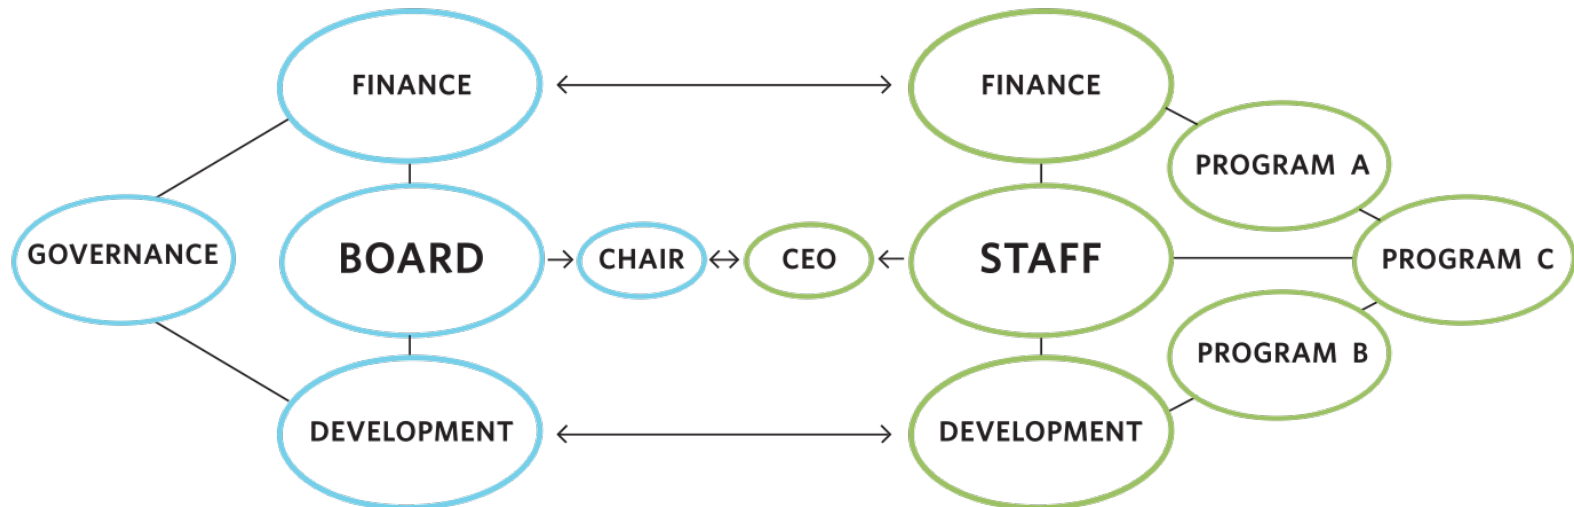 FINANCE
FINANCE
PROGRAM A
GOVERNANCE
BOARD
CHAIR
CEO
STAFF
PROGRAM C
PROGRAM B
DEVELOPMENT
DEVELOPMENT